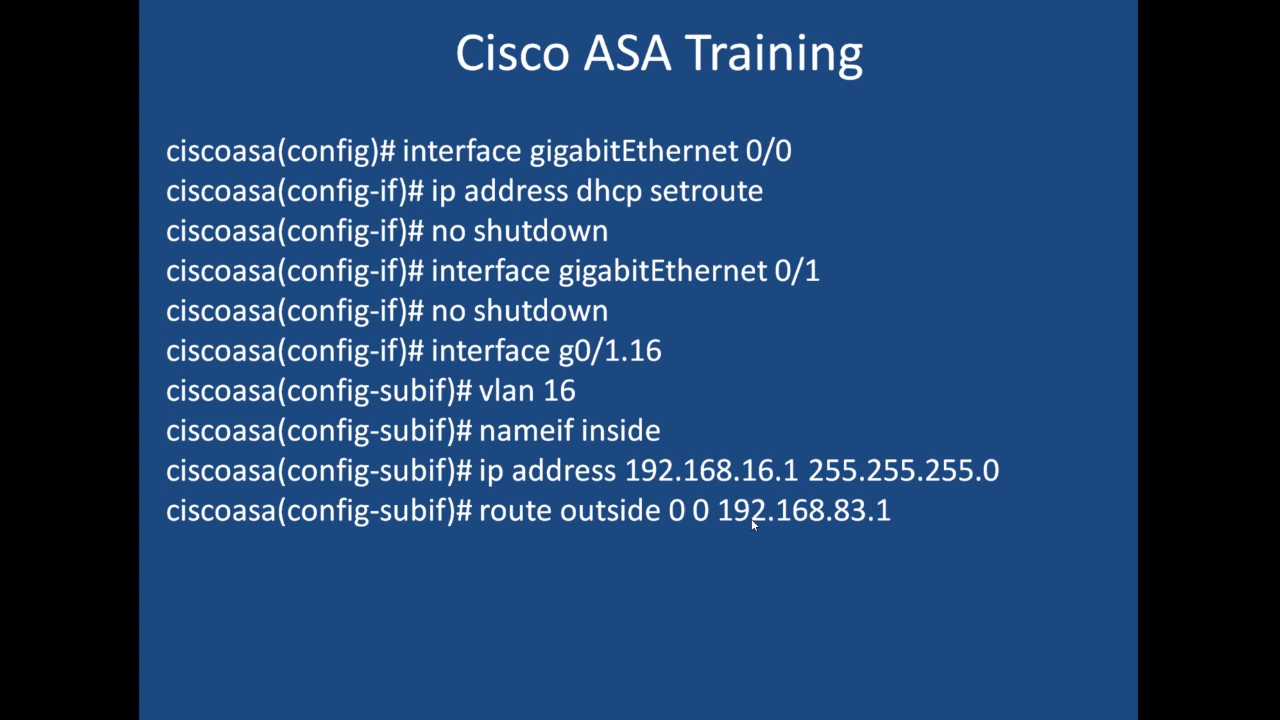 Cisco ASA Training
ciscoasa(config)# interface gigabitEthernet 0/0
ciscoasa(config-if)# ip address dhcp setroute
ciscoasa(config-if)# no shutdown
ciscoasa(config-if)# interface gigabitEthernet 0/1
ciscoasa(config-if)# no shutdown
ciscoasa(config-if)# interface g0/1.16
ciscoasa(config-subif)# vlan 16
ciscoasa(config-subif)# nameif inside
ciscoasa(config-subif)# ip address 192.168.16.1 255.255.255.0
ciscoasa(config-subif)# route outside 0 0 192.168.83.1